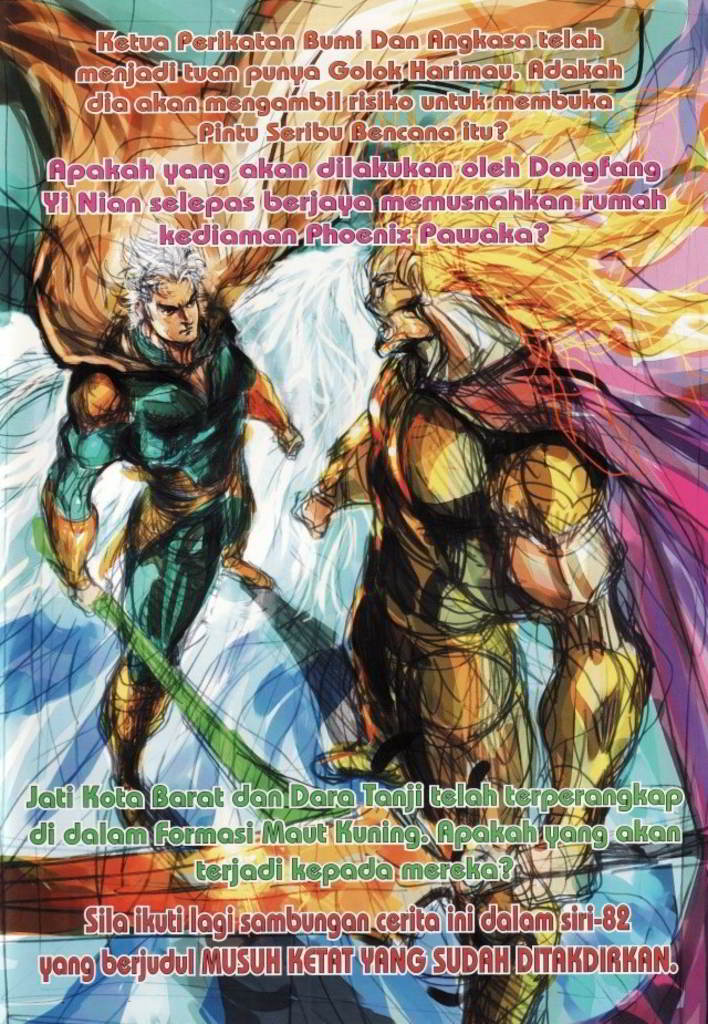 Ketua Perikatan Bumi Dan Angkasa telah
menjadi tuan punya Golok Harimau. Adakah
dia akan mengambil risiko untuk membuka
Pintu Seribu Bencana itu?
Apakah yang akan dilakukan oleh Dongfang
Yi Nian selepas berjaya memusnahkan rumah
kediaman Phoenix Pawaka?
Jati Kota Barat dan Dara Tanji telah terperangkap
di dalam Formasi Maut Kuning. Apakah yang akan
terjadi kepada mereka?
Sila ikuti lagi sambungan cerita ini dalam siri-82
yang berjudul MUSUH KETAT YANG SUDAH DITAKDIRKAN.